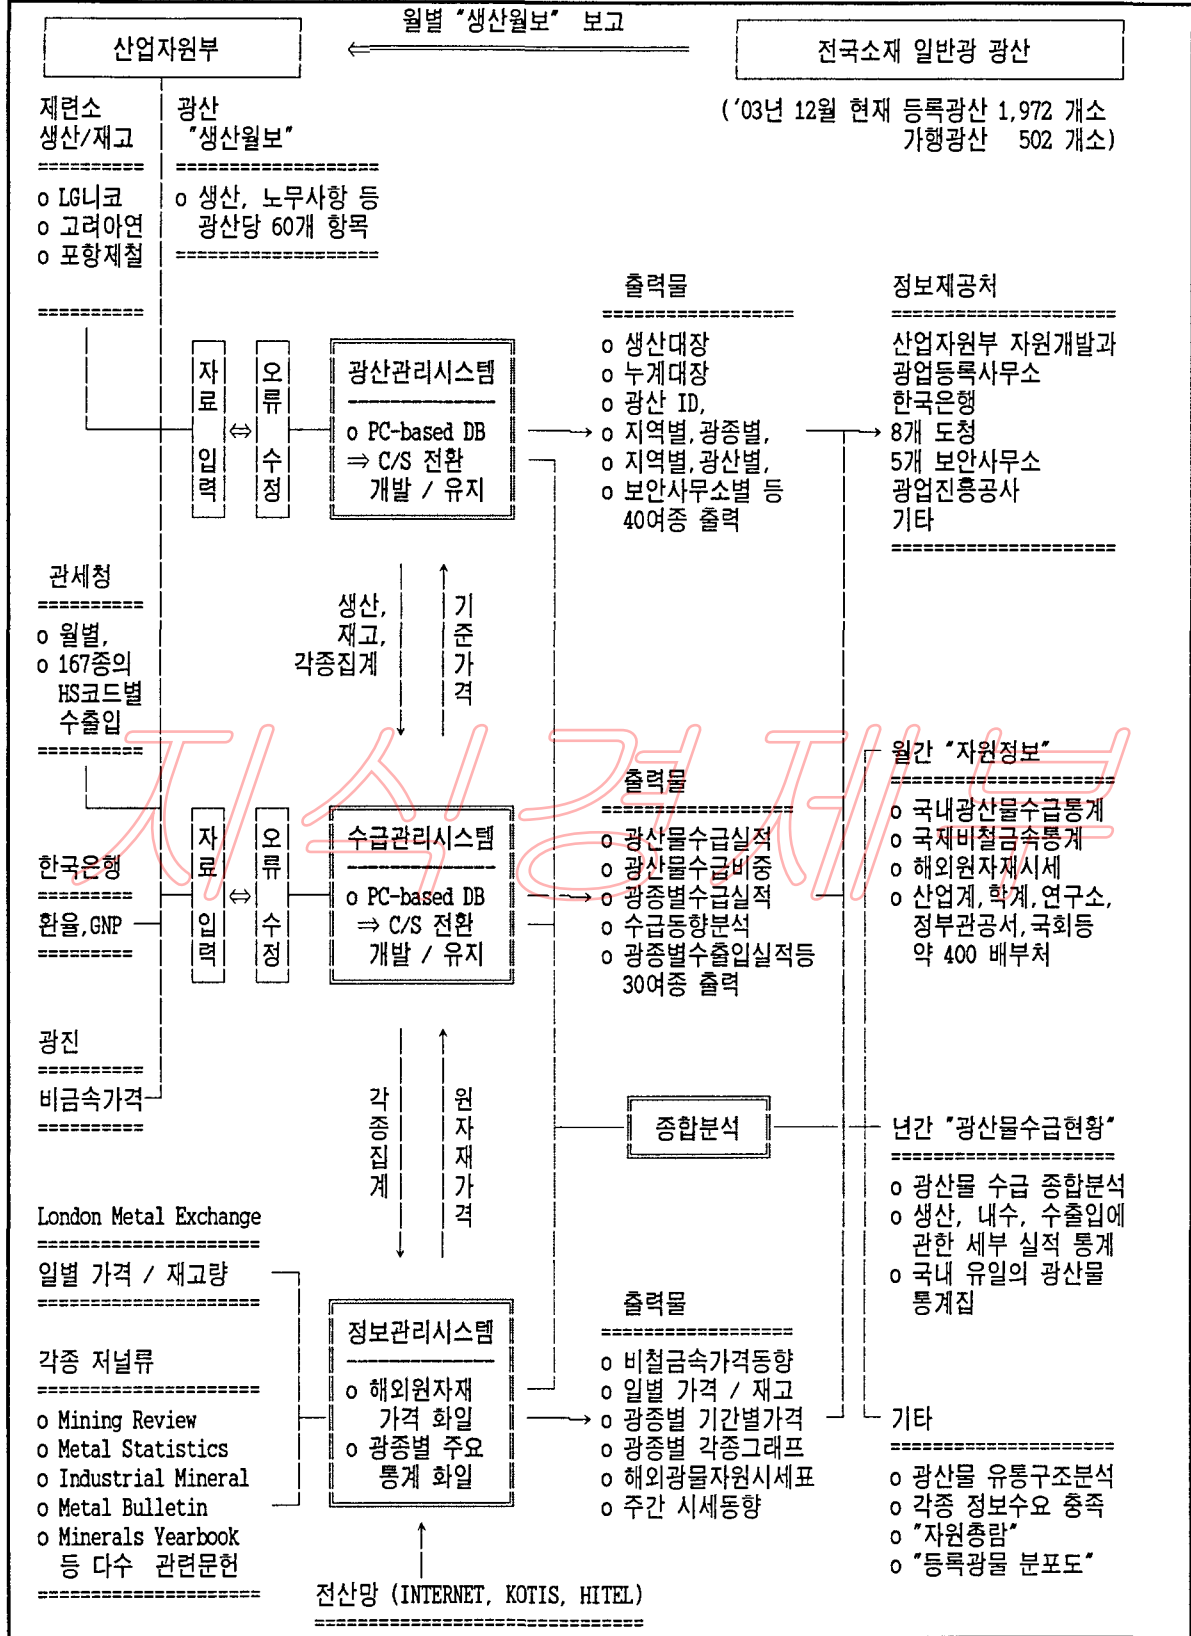 월별 "생산월보" 보고
산업자원부
전국소재 일반광 광산
('03년 12월 현재 등록광산 1,972 개소
가행광산 502 개소)
제련소
생산/재고
==========
o LG니코
o 고려아연
o 포항제철
==========
광산
"생산월보"
===================
o 생산, 노무사항 등
광산당 60개 항목
===================
자료 입력
⇔
오류 수정
광산관리시스템
--------------
o PC-based DB
⇒ C/S 전환
개발 / 유지
출력물
==================
o 생산대장
o 누계대장
o 광산 ID,
o 지역별,광종별,
o 지역별,광산별,
o 보안사무소별 등
40여종 출력
정보제공처
=====================
산업자원부 자원개발과
광업등록사무소
한국은행
8개 도청
5개 보안사무소
광업진흥공사
기타
=====================
관세청
==========
o 월별,
o 167종의
HS코드별
수출입
==========
생산,
재고,
각종집계
기준가격
한국은행
=========
환율,GNP
=========
광진
==========
비금속가격
==========
자료 입력
⇔
오류 수정
수급관리시스템
--------------
o PC-based DB
⇒ C/S 전환
개발 / 유지
출력물
==================
o 광산물수급실적
o 광산물수급비중
o 광종별수급실적
o 수급동향분석
o 광종별수출입실적등
30여종 출력
월간 "자원정보"
=====================
o 국내광산물수급통계
o 국제비철금속통계
o 해외원자재시세
o 산업계,학계,연구소,
정부관공서,국회등
약 400 배부처
지식경제부
각종집계
원자재가격
종합분석
년간 "광산물수급현황"
=====================
o 광산물 수급 종합분석
o 생산, 내수, 수출입에
관한 세부 실적 통계
o 국내 유일의 광산물
통계집
London Metal Exchange
=====================
일별 가격 / 재고량
=====================
각종 저널류
=====================
o Mining Review
o Metal Statistics
o Industrial Mineral
o Metal Bulletin
o Minerals Yearbook
등 다수 관련문헌
=====================
정보관리시스템
--------------
o 해외원자재
가격 화일
o 광종별 주요
통계 화일
출력물
==================
o 비철금속가격동향
o 일별 가격 / 재고
o 광종별 기간별가격
o 광종별 각종그래프
o 해외광물자원시세표
o 주간 시세동향
기타
=====================
o 광산물 유통구조분석
o 각종 정보수요 충족
o "자원총람"
o "등록광물 분포도"
전산망 (INTERNET, KOTIS, HITEL)
===============================